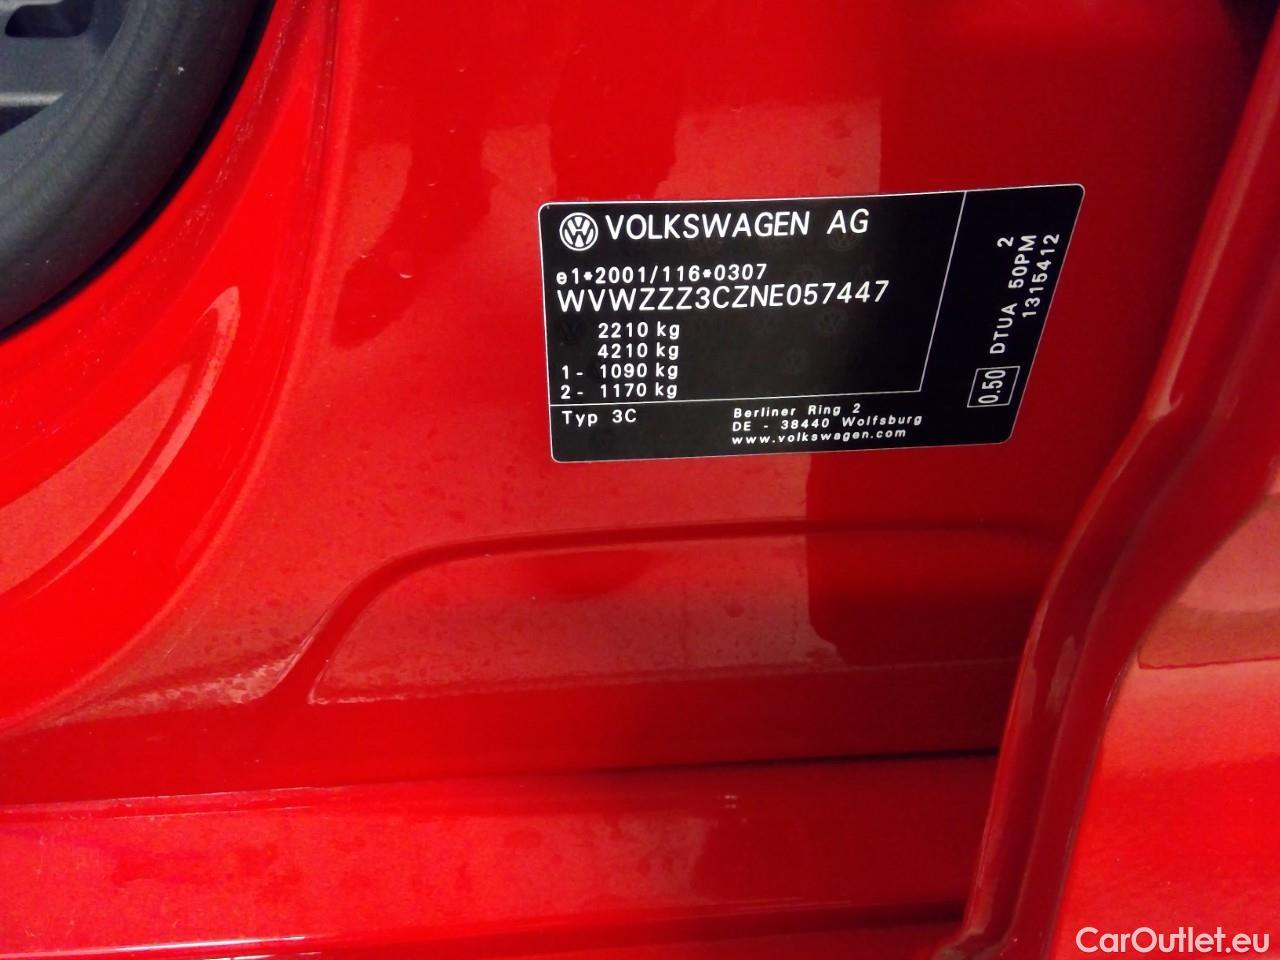 VOLKSWAGEN AG
e1*2001/116*0307
WVWZZZ3CZNE057447
2210 kg
4210 kg
1 - 1090 kg
2 - 1170 kg
Typ 3C
Berliner Ring 2
DE - 38440 Wolfsburg
www.volkswagen.com
0.50 DTUA 50PM 2
1315412
CarOutlet.eu